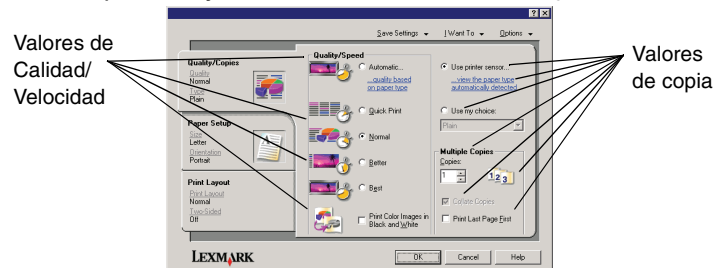 Save Settings
I Want To
Options
Valores de
Calidad/
Velocidad
Quality/Copies
Quality
Normal
Type
Plain
Paper Setup
Size
Letter
Orientation
Portrait
Print Layout
Print Layout
Normal
Two-Sided
Off
Quality/Speed
Automatic...
...quality based
on paper type
Quick Print
Normal
Better
Best
Print Color Images in
Black and White
Use printer sensor...
...view the paper type
automatically detected.
Use my choice:
Plain
Multiple Copies
Copies:
1
1 2 3
Collate Copies
Print Last Page First
Valores
de copia
LEXMARK
OK
Cancel
Help